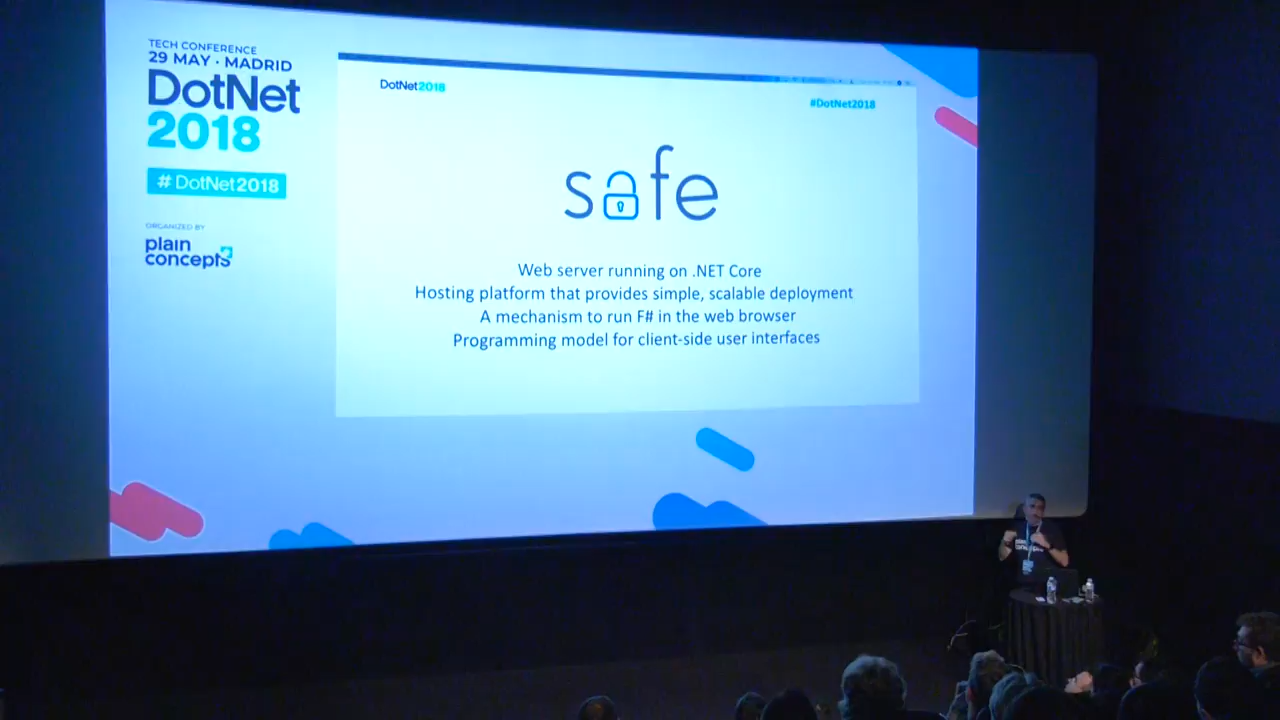 TECH CONFERENCE
29 MAY · MADRID
DotNet
2018
#DotNet2018
ORGANIZED BY
plain
concepts
DotNet2018
#DotNet2018
safe
Web server running on .NET Core
Hosting platform that provides simple, scalable deployment
A mechanism to run F# in the web browser
Programming model for client-side user interfaces